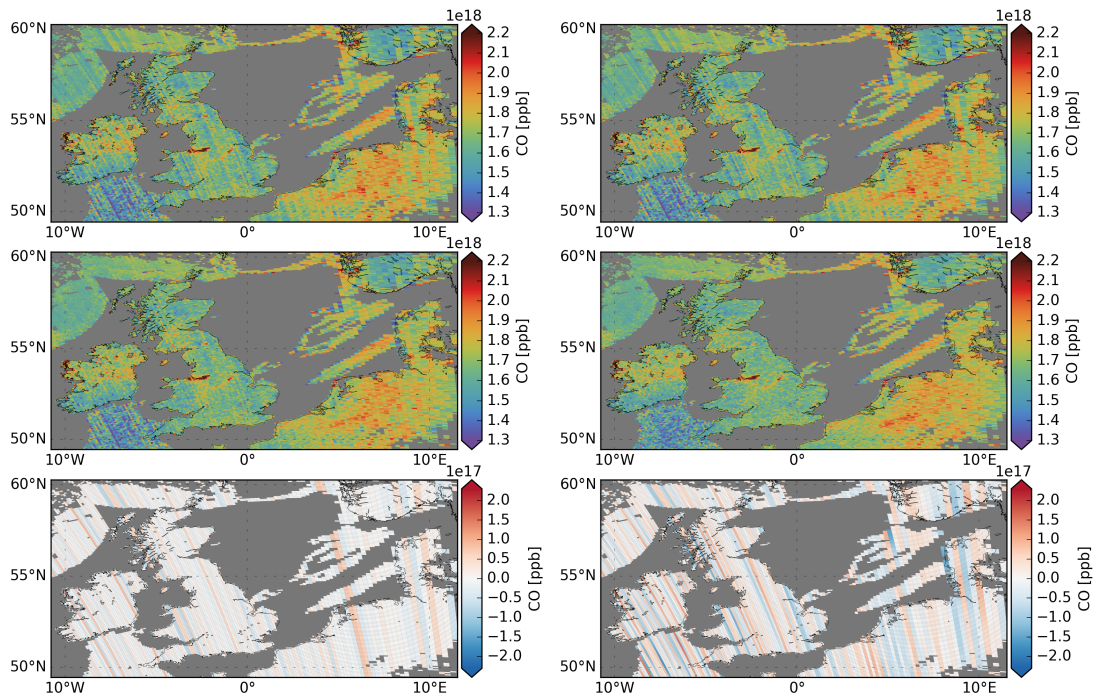 1e18 1e18
60°N 2.2 60°N 2.2
2.1 2.1
2.0 2.0
1.9 1.9
55°N 1.8 CO [ppb] 55°N 1.8 CO [ppb]
1.7 1.7
1.6 1.6
1.5 1.5
1.4 1.4
50°N 1.3 50°N 1.3
10°W 0° 10°E 10°W 0° 10°E
1e18 1e18
60°N 2.2 60°N 2.2
2.1 2.1
2.0 2.0
1.9 1.9
55°N 1.8 CO [ppb] 55°N 1.8 CO [ppb]
1.7 1.7
1.6 1.6
1.5 1.5
1.4 1.4
50°N 1.3 50°N 1.3
10°W 0° 10°E 10°W 0° 10°E
1e17 1e17
60°N 2.0 60°N 2.0
1.5 1.5
1.0 1.0
0.5 0.5
55°N 0.0 CO [ppb] 55°N 0.0 CO [ppb]
−0.5 −0.5
−1.0 −1.0
−1.5 −1.5
50°N −2.0 50°N −2.0
10°W 0° 10°E 10°W 0° 10°E